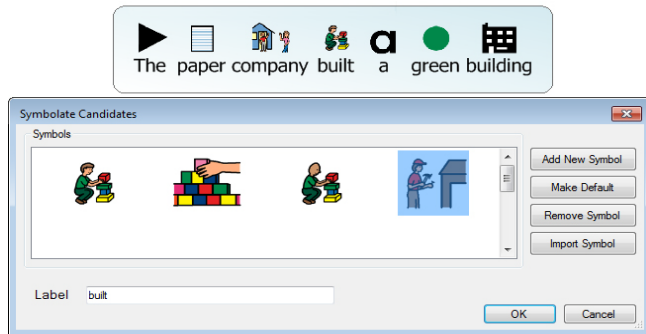 The paper company built a green building
Symbolate Candidates
Symbols
Add New Symbol
Make Default
Remove Symbol
Import Symbol
Label built
OK Cancel